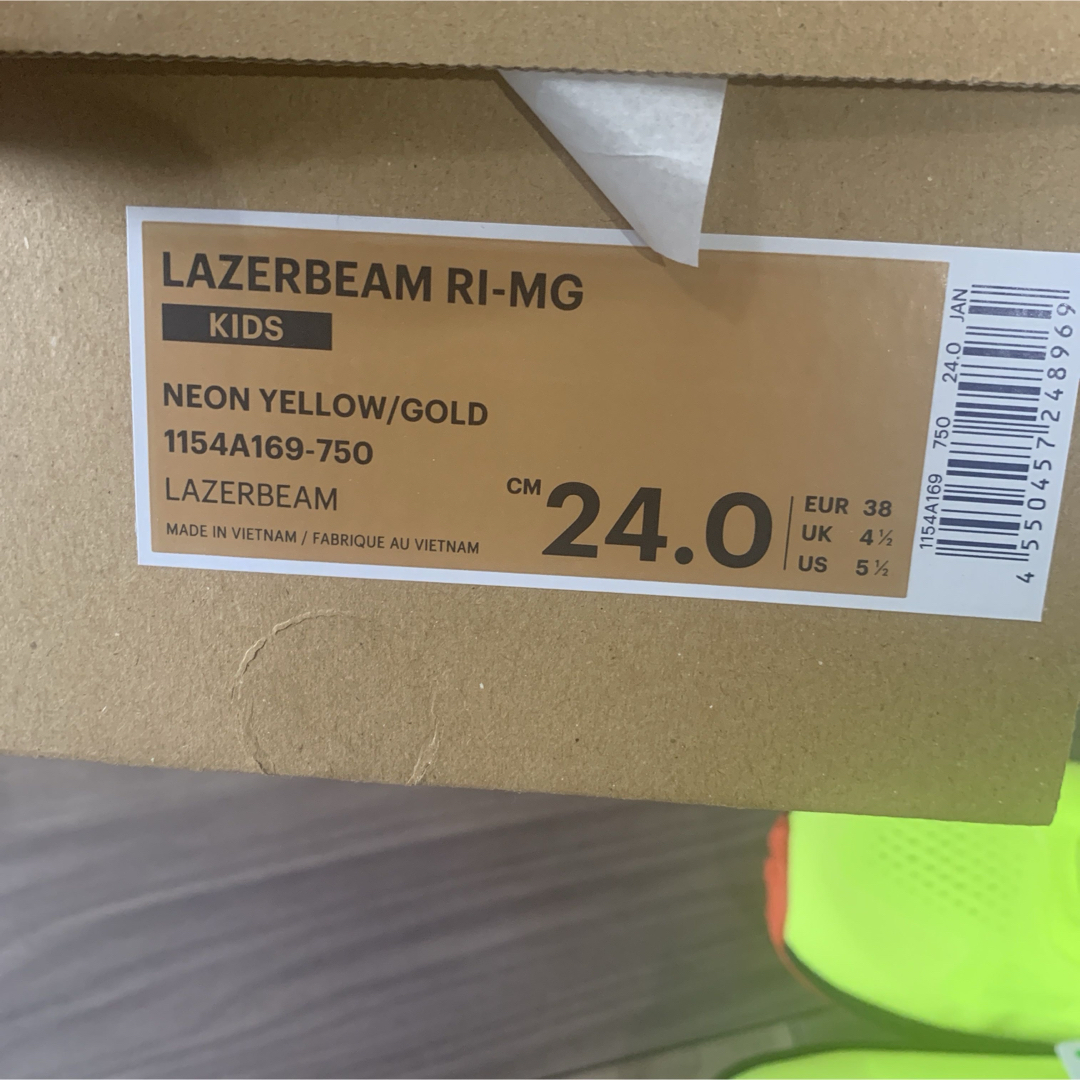 LAZERBEAM RI-MG
KIDS
NEON YELLOW/GOLD
1154A169-750
LAZERBEAM
MADE IN VIETNAM / FABRIQUE AU VIETNAM
CM 24.0
EUR 38
UK 4 ½
US 5 ½
1154A169 750 24.0 JAN
4 550457 248969